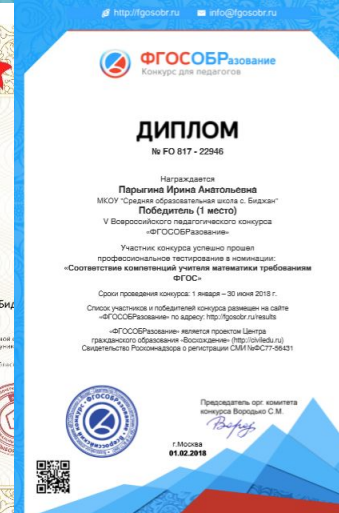 http://fgosobr.ru info@fgosobr.ru
ФГОСОБРазование
Конкурс для педагогов
ДИПЛОМ
№ FO 817 - 22946
Награждается
Парыгина Ирина Анатольевна
МКОУ "Средняя образовательная школа с. Биджан"
Победитель (1 место)
V Всероссийского педагогического конкурса
«ФГОСОБРазование»
Участник конкурса успешно прошел
профессиональное тестирование в номинации:
«Соответствие компетенций учителя математики требованиям
ФГОС»
Сроки проведения конкурса: 1 января – 30 июня 2018 г.
Список участников и победителей конкурса размещен на сайте
«ФГОСОБРазование» по адресу: http://fgosobr.ru/results
«ФГОСОБРазование» является проектом Центра
гражданского образования «Восхождение» (http://civiledu.ru)
Свидетельство Роскомнадзора о регистрации СМИ №ФС77-56431
Председатель орг. комитета
конкурса Вородько С.М.
г.Москва
01.02.2018